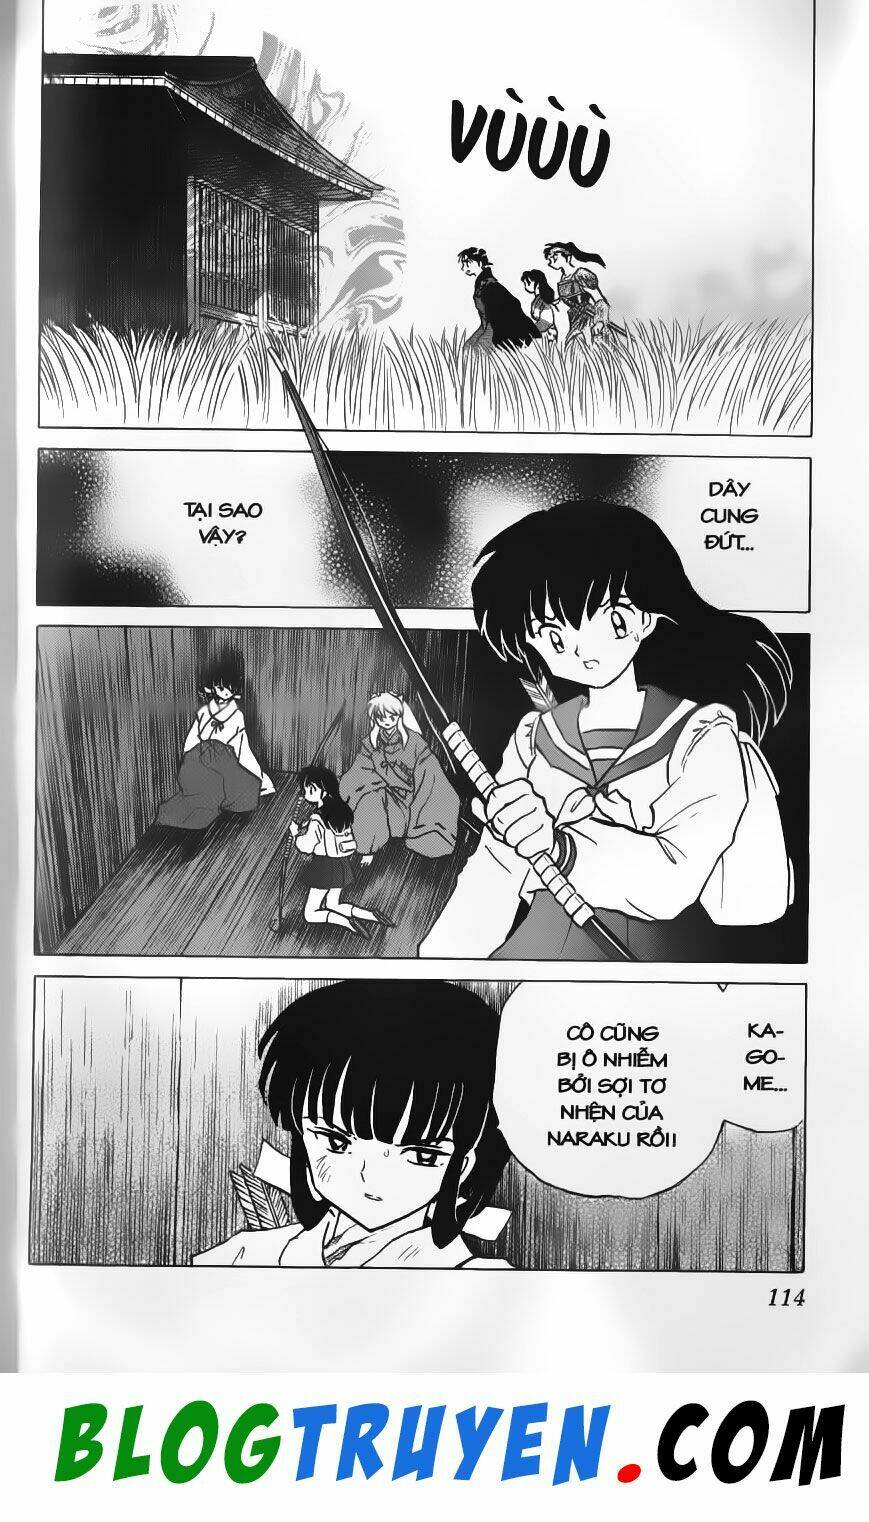 VÙÙÙ
DÂY
CUNG
ĐỨT...
TẠI SAO
VẬY?
KA-
GO-
ME...
CÔ CŨNG
BỊ Ô NHIỄM
BỞI SỢI TƠ
NHỆN CỦA
NARAKU RỒI!
114
BLOGTRUYEN.COM